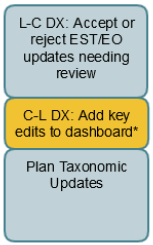 L-C DX: Accept or
reject EST/EO
updates needing
review
C-L DX: Add key
edits to dashboard*
Plan Taxonomic
Updates